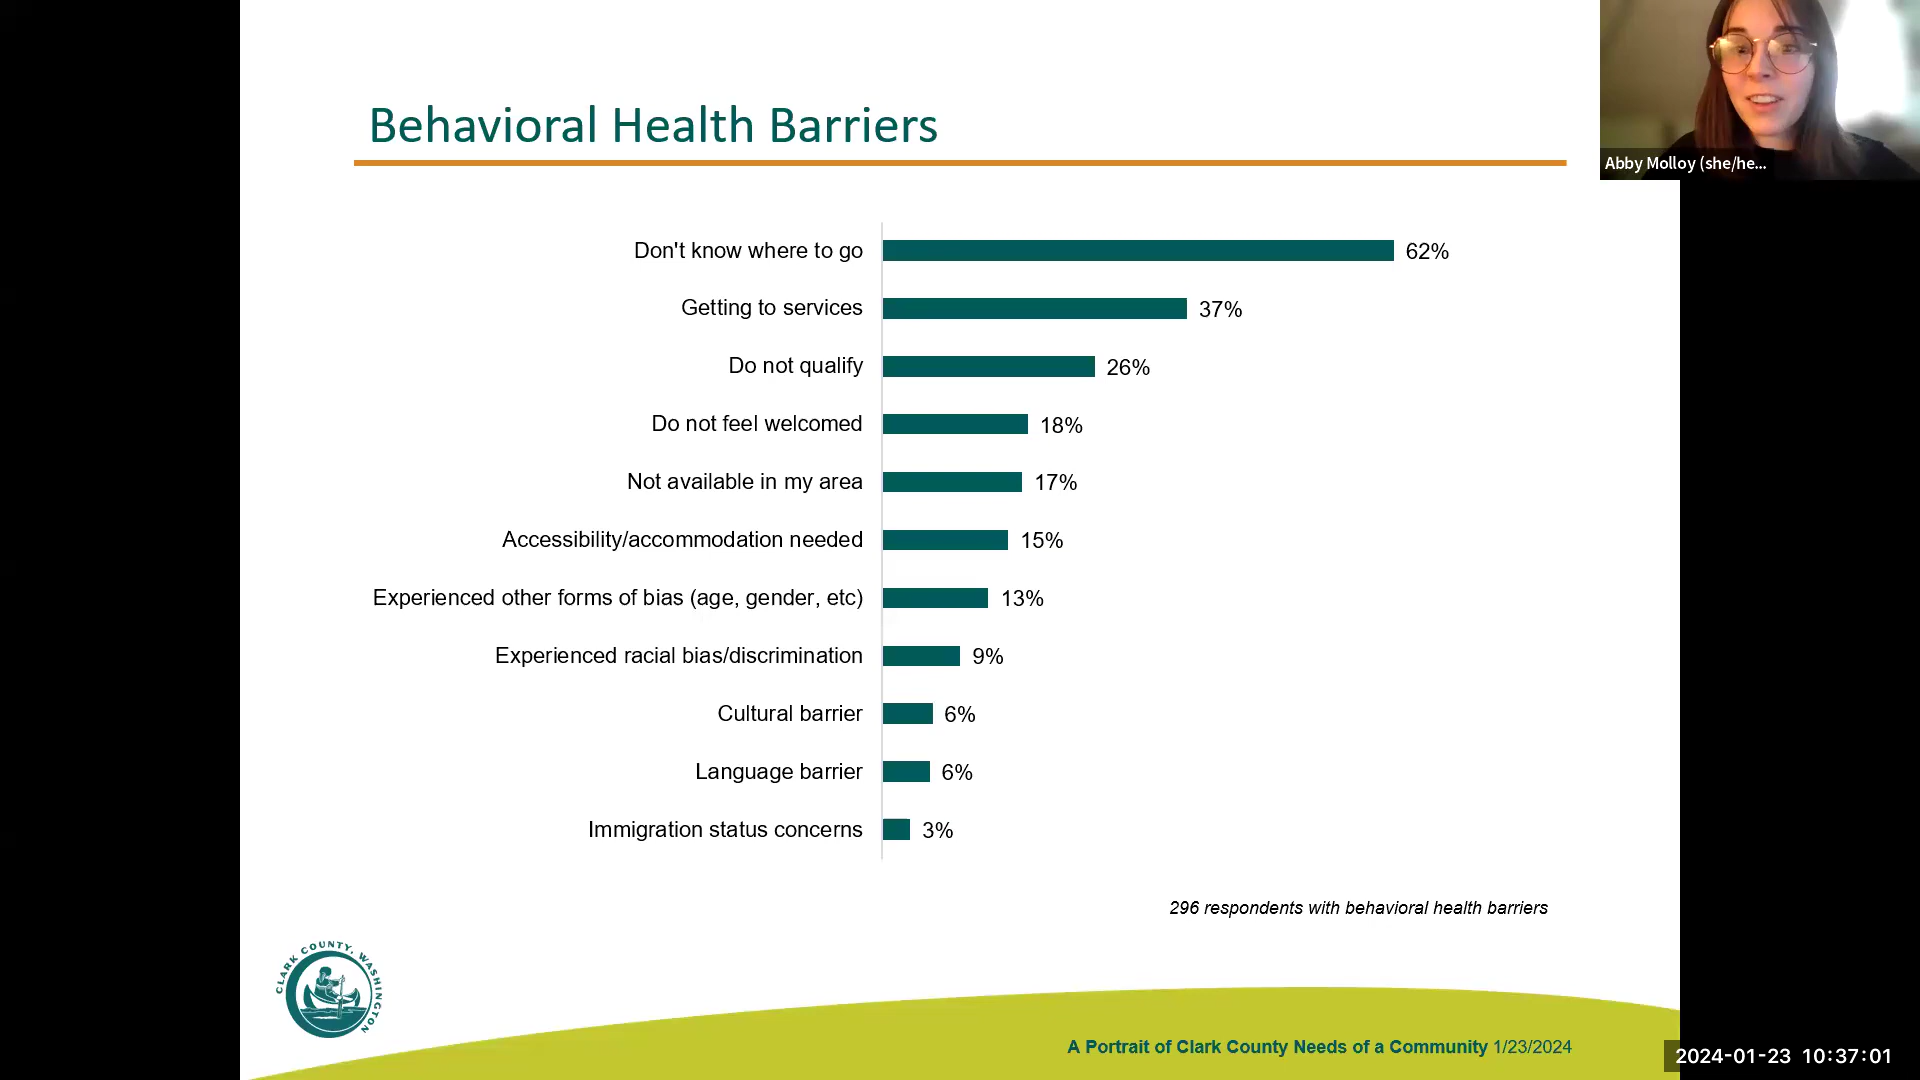 Behavioral Health Barriers
Abby Molloy (she/he...
Don't know where to go 62%
Getting to services 37%
Do not qualify 26%
Do not feel welcomed 18%
Not available in my area 17%
Accessibility/accommodation needed 15%
Experienced other forms of bias (age, gender, etc) 13%
Experienced racial bias/discrimination 9%
Cultural barrier 6%
Language barrier 6%
Immigration status concerns 3%
296 respondents with behavioral health barriers
CLARK COUNTY, WASHINGTON
A Portrait of Clark County Needs of a Community 1/23/2024
2024-01-23 10:37:01